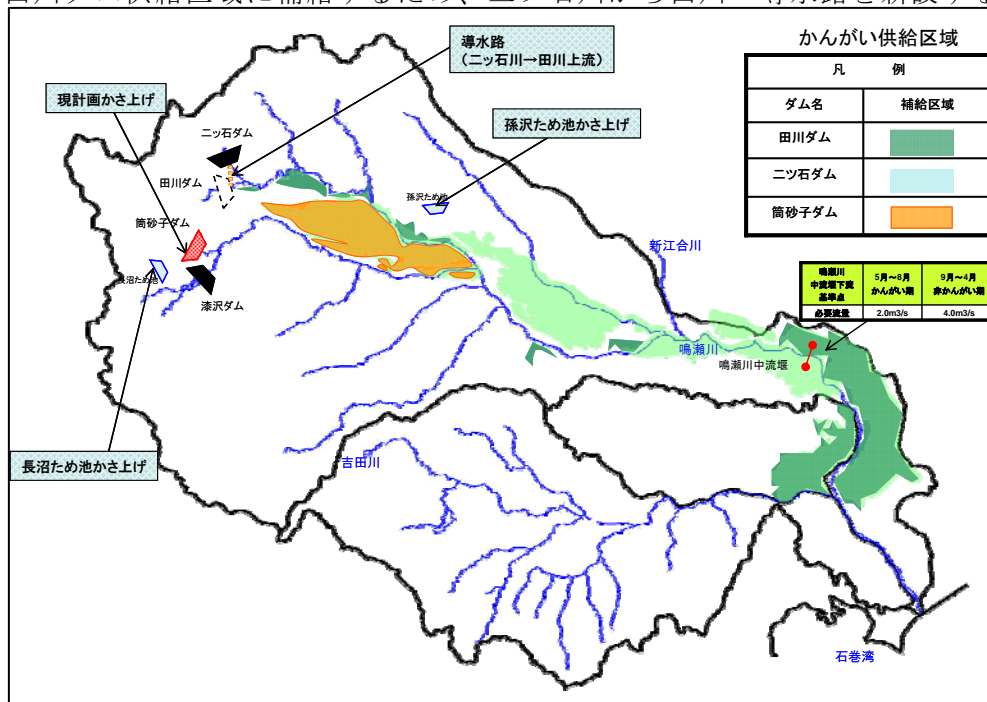 導水路
（二ッ石川→田川上流）
現計画かさ上げ
孫沢ため池かさ上げ
長沼ため池かさ上げ
かんがい供給区域
凡　例
ダム名　補給区域
田川ダム
二ツ石ダム
筒砂子ダム
鳴瀬川
中流堰下流
基準点
5月～8月
かんがい期
9月～4月
非かんがい期
必要流量　2.0m3/s　4.0m3/s
二ッ石ダム
田川ダム
筒砂子ダム
長沼ため池
漆沢ダム
孫沢ため池
新江合川
鳴瀬川
鳴瀬川中流堰
吉田川
石巻湾